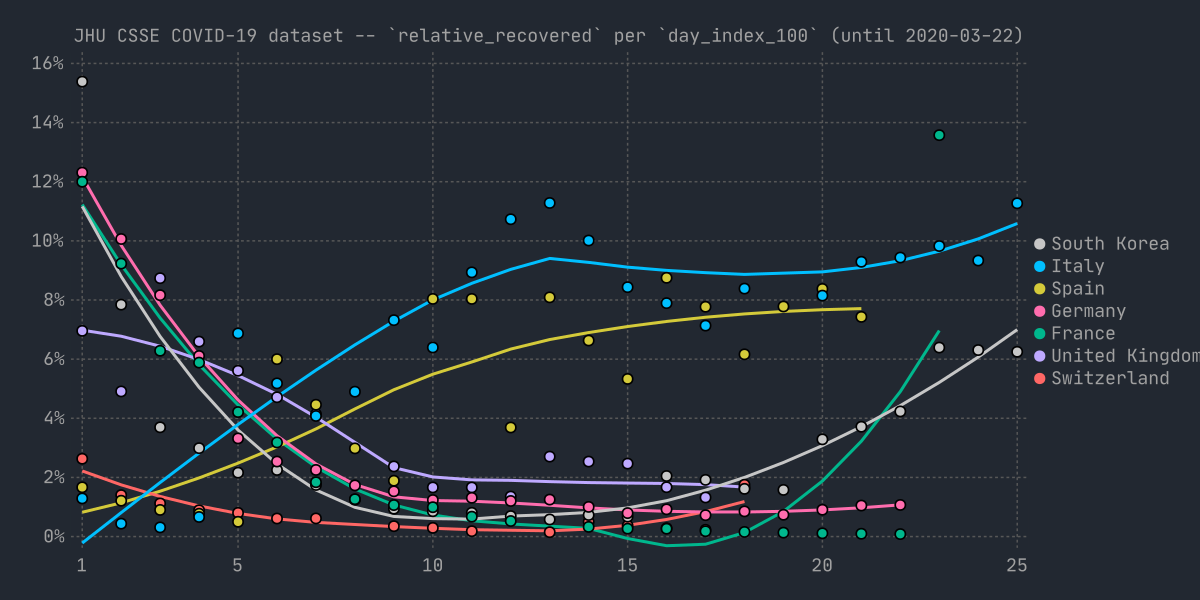 JHU CSSE COVID-19 dataset -- `relative_recovered` per `day_index_100` (until 2020-03-22)
16%
14%
12%
10%
8%
6%
4%
2%
0%
1 5 10 15 20 25
South Korea
Italy
Spain
Germany
France
United Kingdom
Switzerland